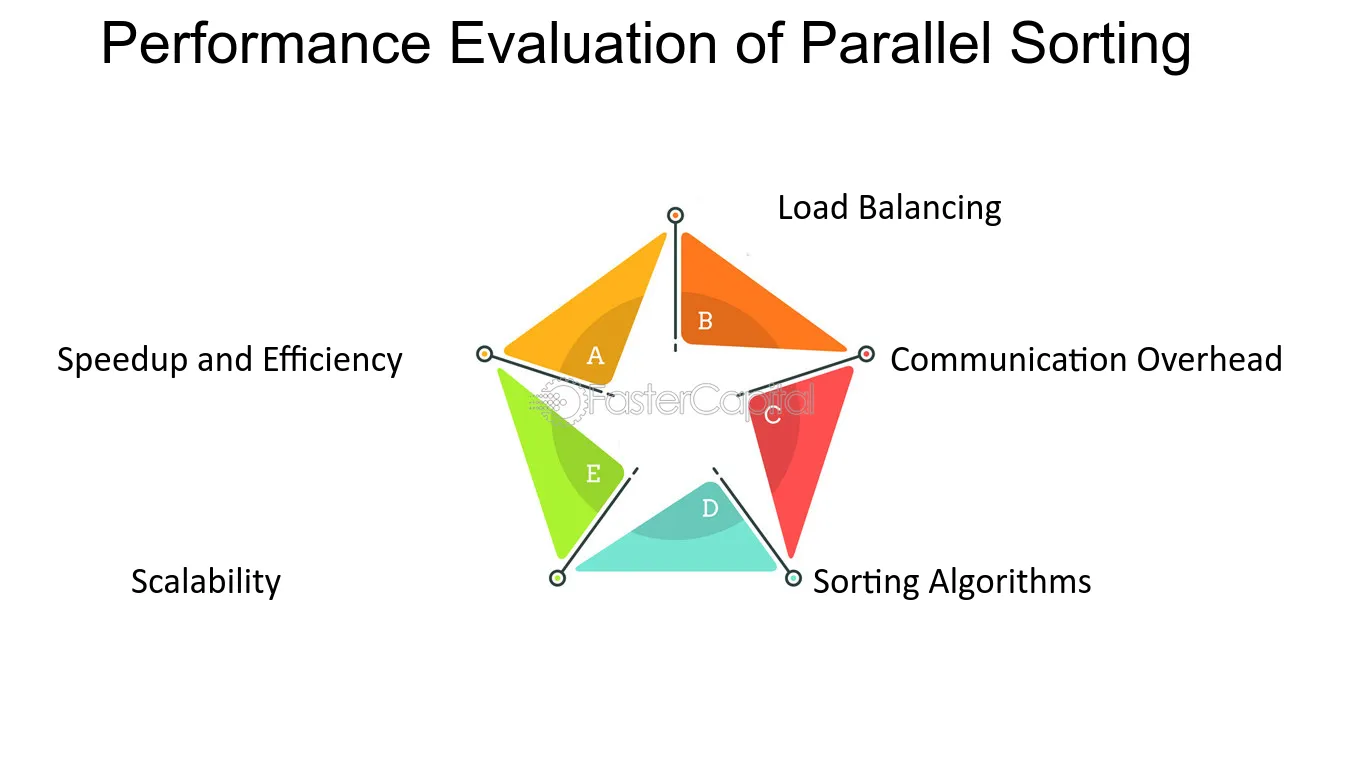 Performance Evaluation of Parallel Sorting
Load Balancing
B
A
Speedup and Efficiency
Communication Overhead
FasterCapital
C
E
D
Scalability
Sorting Algorithms